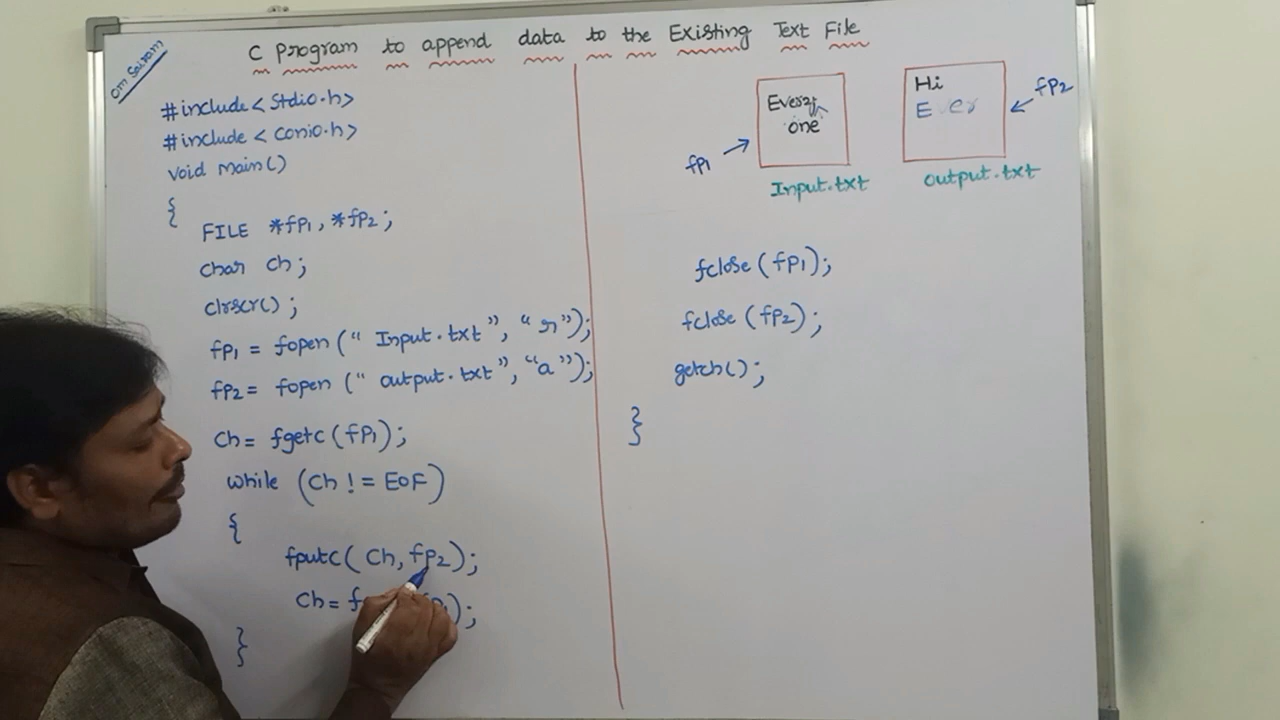 Om Sairam
C Program to append data to the Existing Text File
#include < Stdio.h>
#include < Conio.h>
void main()
{
FILE *fp1, *fp2;
char ch;
clrscr();
fp1 = fopen (" Input.txt", "r");
fp2 = fopen (" output.txt", "a");
Ch = fgetc (fp1);
while (Ch != EOF)
{
fputc( Ch, fp2);
Ch =
}
Every
one
fp1
Input.txt
Hi
E ver
fp2
output.txt
fclose (fp1);
fclose (fp2);
getch();
}